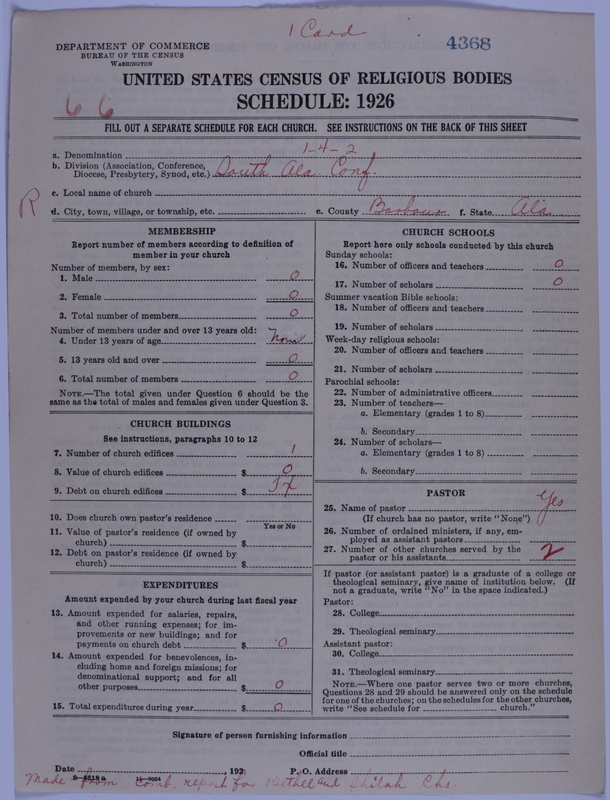 1 Card
4368
DEPARTMENT OF COMMERCE
BUREAU OF THE CENSUS
WASHINGTON
UNITED STATES CENSUS OF RELIGIOUS BODIES
SCHEDULE: 1926
6 6
FILL OUT A SEPARATE SCHEDULE FOR EACH CHURCH. SEE INSTRUCTIONS ON THE BACK OF THIS SHEET
a. Denomination 1-4-2
b. Division (Association, Conference,
Diocese, Presbytery, Synod, etc.) South Ala Conf.
c. Local name of church
R
d. City, town, village, or township, etc. e. County Barbour f. State Ala
MEMBERSHIP
Report number of members according to definition of
member in your church
Number of members, by sex:
1. Male 0
2. Female 0
3. Total number of members 0
Number of members under and over 13 years old:
4. Under 13 years of age
5. 13 years old and over 0
6. Total number of members 0
NOTE.—The total given under Question 6 should be the
same as the total of males and females given under Question 3.
CHURCH BUILDINGS
See instructions, paragraphs 10 to 12
7. Number of church edifices 1
8. Value of church edifices $ 0
9. Debt on church edifices $
10. Does church own pastor's residence
Yes or No
11. Value of pastor's residence (if owned by
church) $
12. Debt on pastor's residence (if owned by
church) $
EXPENDITURES
Amount expended by your church during last fiscal year
13. Amount expended for salaries, repairs,
and other running expenses; for im-
provements or new buildings; and for
payments on church debt $ 0
14. Amount expended for benevolences, in-
cluding home and foreign missions; for
denominational support; and for all
other purposes $ 0
15. Total expenditures during year $ 0
CHURCH SCHOOLS
Report here only schools conducted by this church
Sunday schools:
16. Number of officers and teachers 0
17. Number of scholars 0
Summer vacation Bible schools:
18. Number of officers and teachers
19. Number of scholars
Week-day religious schools:
20. Number of officers and teachers
21. Number of scholars
Parochial schools:
22. Number of administrative officers
23. Number of teachers—
a. Elementary (grades 1 to 8)
b. Secondary
24. Number of scholars—
a. Elementary (grades 1 to 8)
b. Secondary
PASTOR
25. Name of pastor Yes
(If church has no pastor, write "None")
26. Number of ordained ministers, if any, em-
ployed as assistant pastors
27. Number of other churches served by the
pastor or his assistants 2
If pastor (or assistant pastor) is a graduate of a college or
theological seminary, give name of institution below. (If
not a graduate, write "No" in the space indicated.)
Pastor:
28. College
29. Theological seminary
Assistant pastor:
30. College
31. Theological seminary
NOTE.—Where one pastor serves two or more churches,
Questions 28 and 29 should be answered only on the schedule
for one of the churches; on the schedules for the other churches,
write "See schedule for church."
Signature of person furnishing information
Official title
Date , 192 P. O. Address
Made from Comb. report for Bethel and Shiloh Chs.